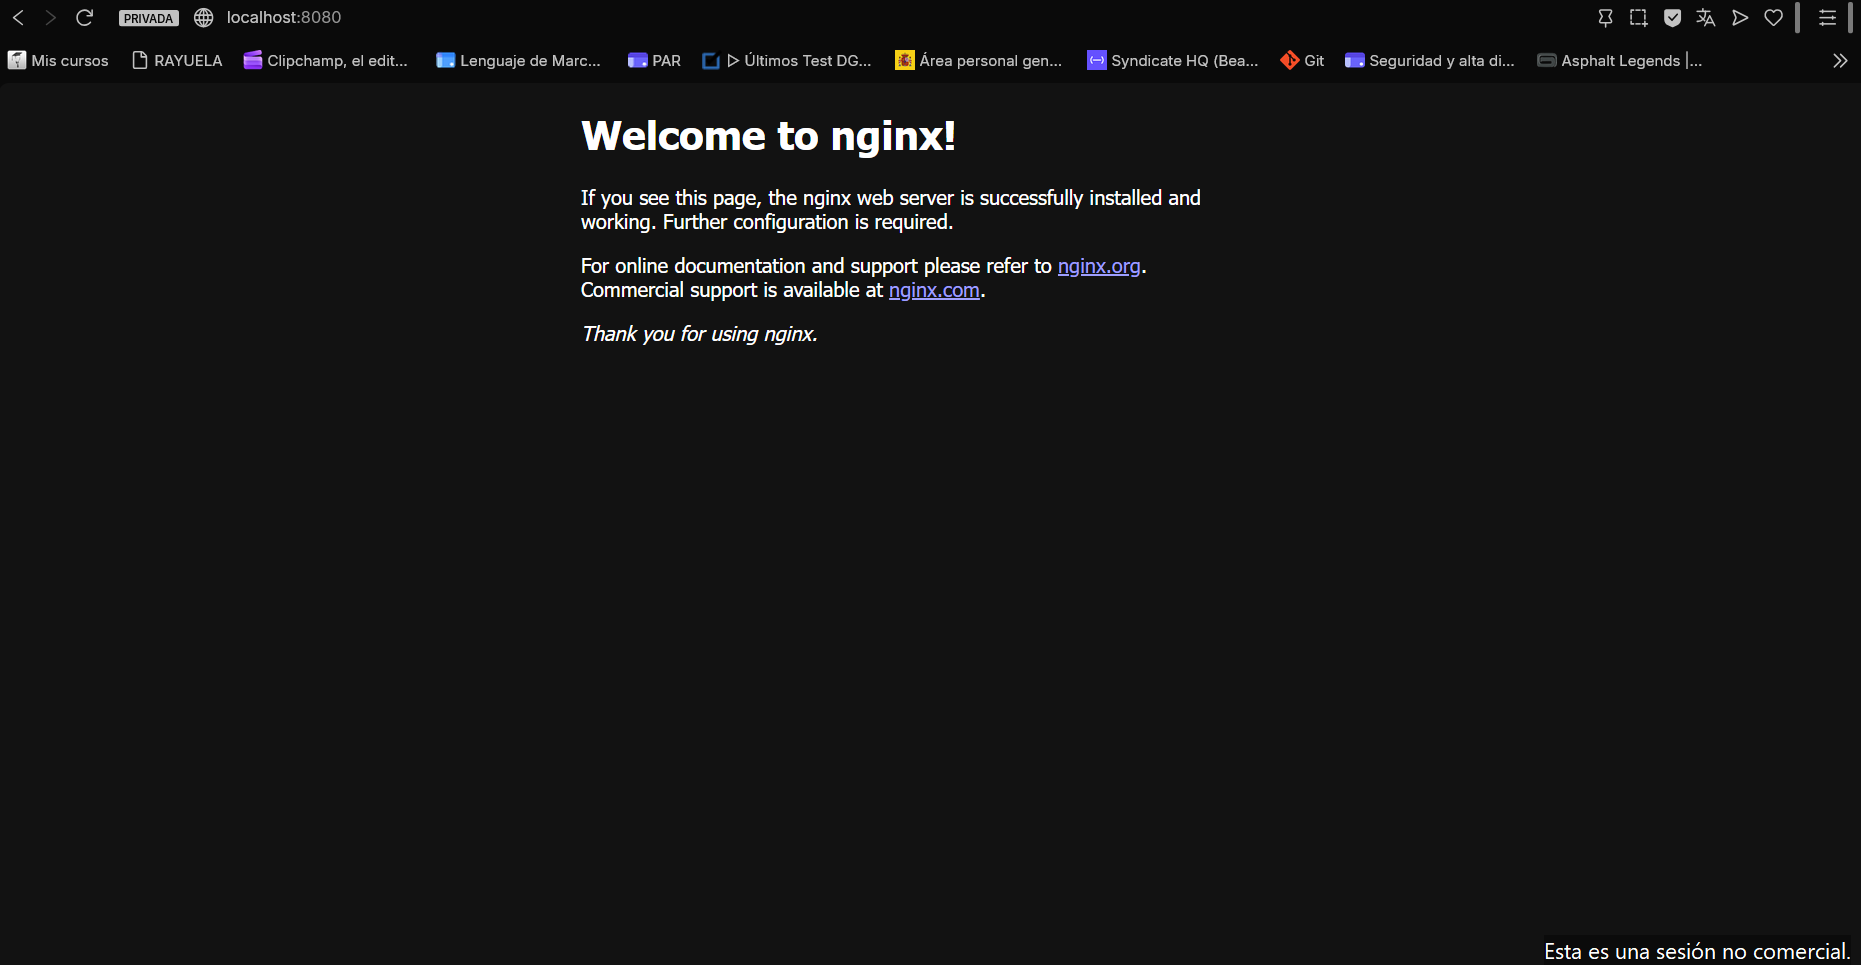 PRIVADA localhost:8080
Mis cursos RAYUELA Clipchamp, el edit... Lenguaje de Marc... PAR Últimos Test DG... Área personal gen... Syndicate HQ (Bea... Git Seguridad y alta di... Asphalt Legends |...
Welcome to nginx!
If you see this page, the nginx web server is successfully installed and
working. Further configuration is required.
For online documentation and support please refer to nginx.org.
Commercial support is available at nginx.com.
Thank you for using nginx.
Esta es una sesión no comercial.